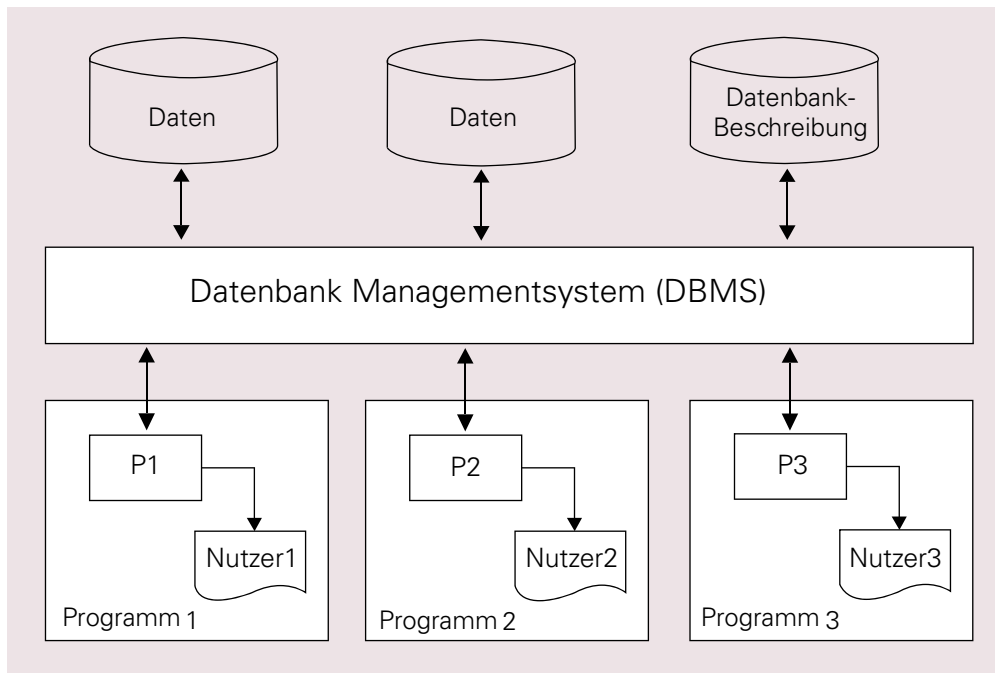 Daten
Daten
Datenbank-
Beschreibung
Datenbank Managementsystem (DBMS)
P1
P2
P3
Nutzer1
Nutzer2
Nutzer3
Programm 1
Programm 2
Programm 3